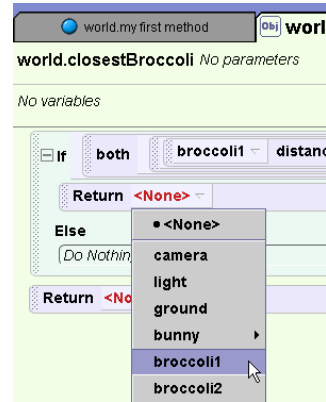 world.my first method Obj worl
world.closestBroccoli No parameters
No variables
If both broccoli1 distanc
Return <None>
• <None>
Else
Do Nothin
camera
light
Return <No
ground
bunny
broccoli1
broccoli2